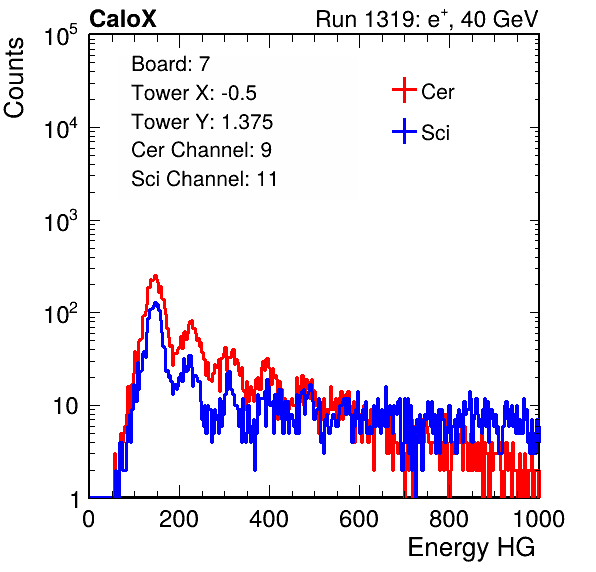 CaloX Run 1319: e⁺, 40 GeV
Counts
10⁵
10⁴
10³
10²
10
1
Board: 7
Tower X: -0.5
Tower Y: 1.375
Cer Channel: 9
Sci Channel: 11
Cer
Sci
0 200 400 600 800 1000
Energy HG